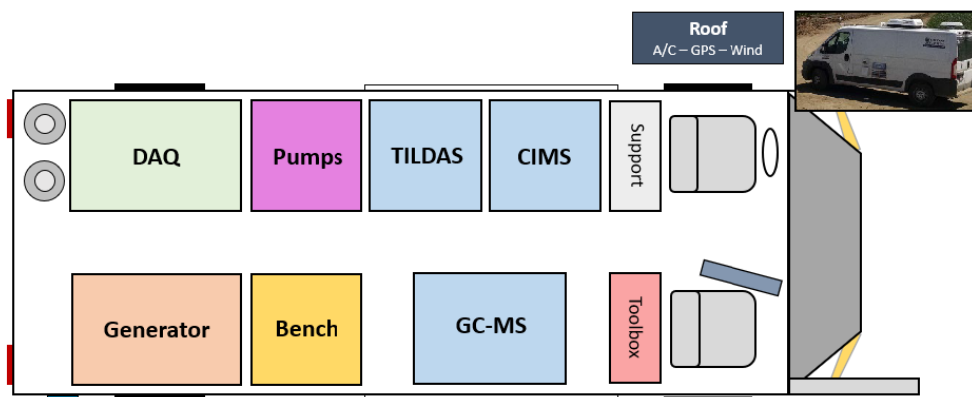 Roof
A/C – GPS – Wind
DAQ
Pumps
TILDAS
CIMS
Support
Generator
Bench
GC-MS
Toolbox